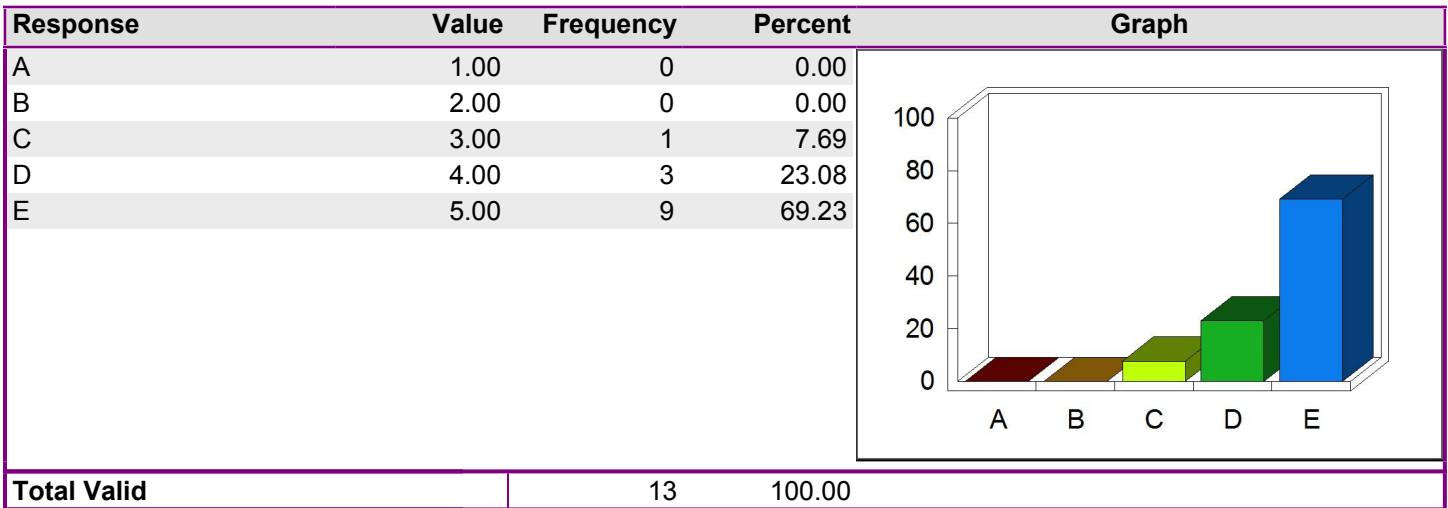 Response Value Frequency Percent Graph
A 1.00 0 0.00
B 2.00 0 0.00
C 3.00 1 7.69
D 4.00 3 23.08
E 5.00 9 69.23
100
80
60
40
20
0
A B C D E
Total Valid 13 100.00